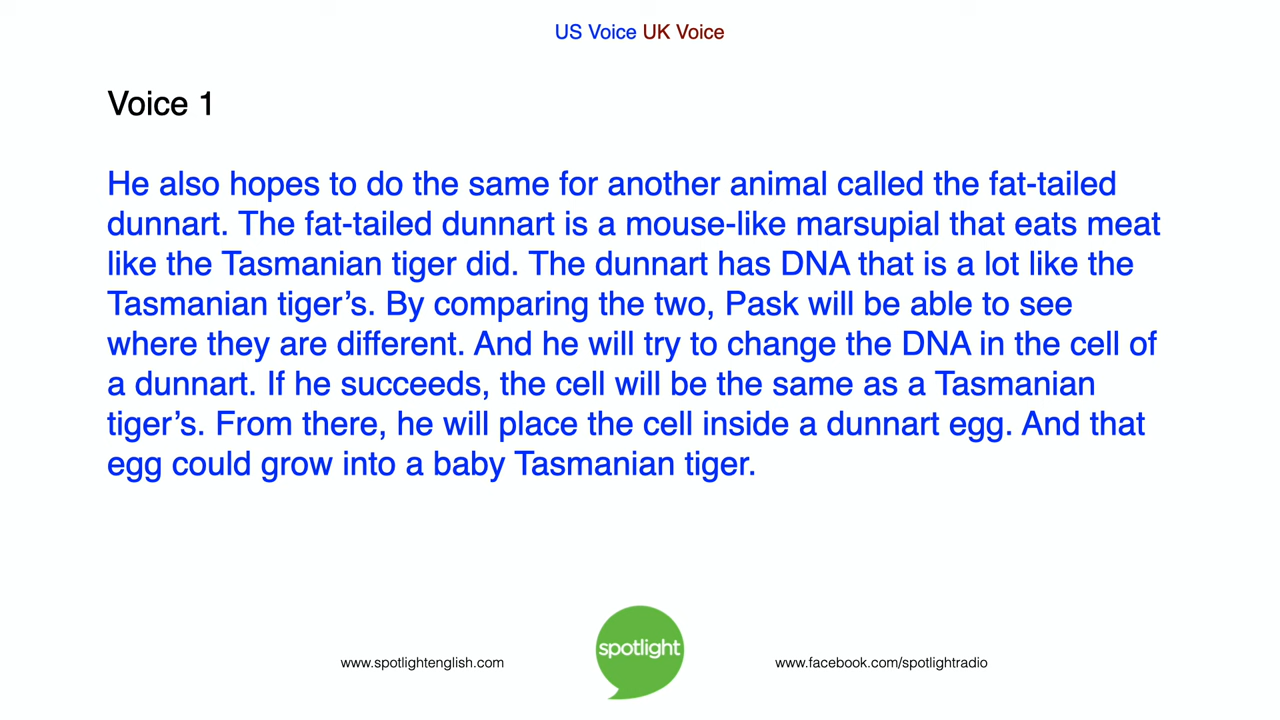 US Voice UK Voice
Voice 1
He also hopes to do the same for another animal called the fat-tailed
dunnart. The fat-tailed dunnart is a mouse-like marsupial that eats meat
like the Tasmanian tiger did. The dunnart has DNA that is a lot like the
Tasmanian tiger’s. By comparing the two, Pask will be able to see
where they are different. And he will try to change the DNA in the cell of
a dunnart. If he succeeds, the cell will be the same as a Tasmanian
tiger’s. From there, he will place the cell inside a dunnart egg. And that
egg could grow into a baby Tasmanian tiger.
spotlight
www.spotlightenglish.com
www.facebook.com/spotlightradio